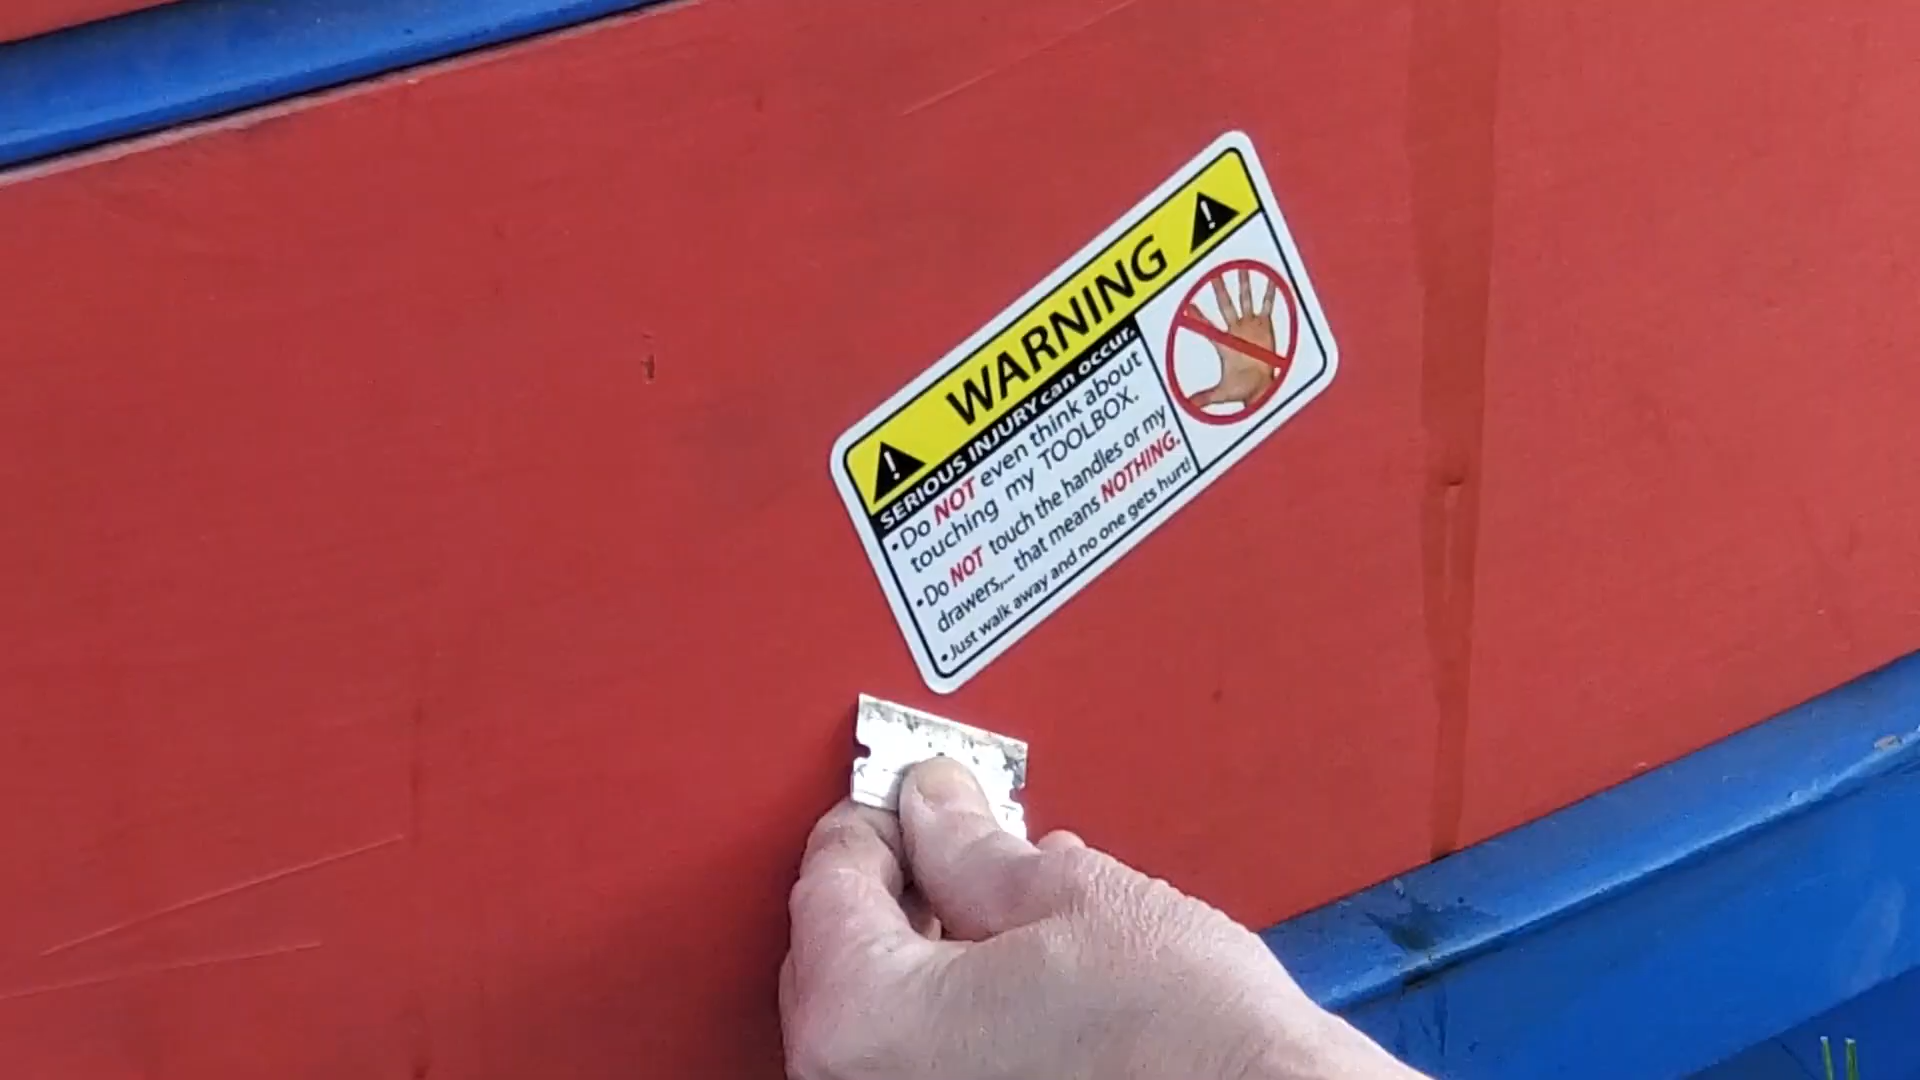 ! WARNING !
SERIOUS INJURY can occur.
•Do NOT even think about
touching my TOOLBOX.
•Do NOT touch the handles or my
drawers,... that means NOTHING.
•Just walk away and no one gets hurt!